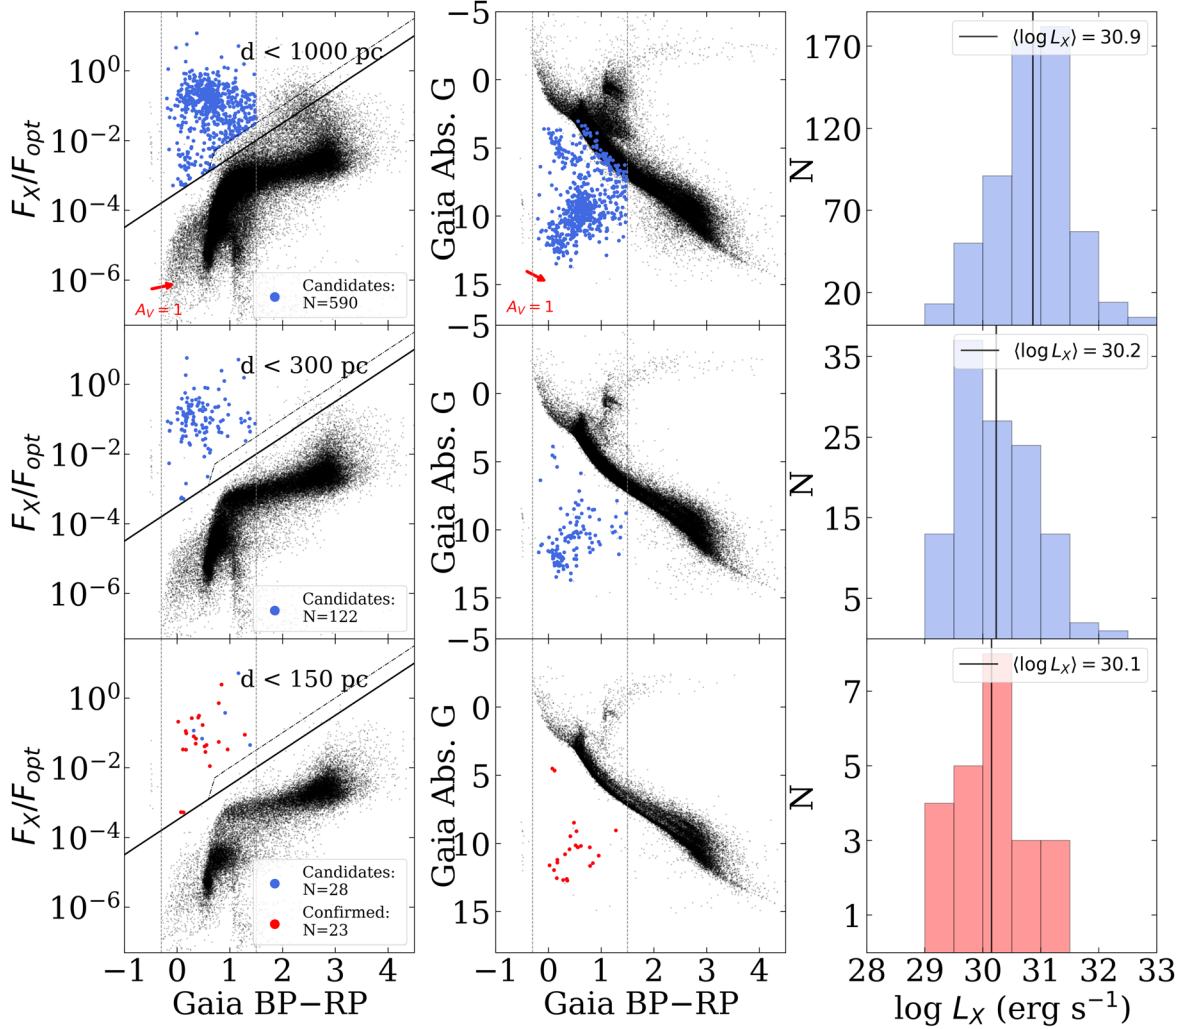 d < 1000 pc
10⁰
10⁻²
10⁻⁴
10⁻⁶
F_X/F_opt
A_V = 1
Candidates:
N=590
−5
0
5
10
15
Gaia Abs. G
A_V = 1
170
120
70
20
N
⟨log L_X⟩ = 30.9
d < 300 pc
10⁰
10⁻²
10⁻⁴
10⁻⁶
F_X/F_opt
Candidates:
N=122
−5
0
5
10
15
Gaia Abs. G
35
25
15
5
N
⟨log L_X⟩ = 30.2
d < 150 pc
10⁰
10⁻²
10⁻⁴
10⁻⁶
F_X/F_opt
Candidates:
N=28
Confirmed:
N=23
−1 0 1 2 3 4
Gaia BP−RP
−5
0
5
10
15
Gaia Abs. G
−1 0 1 2 3 4
Gaia BP−RP
7
5
3
1
N
⟨log L_X⟩ = 30.1
28 29 30 31 32 33
log L_X (erg s⁻¹)